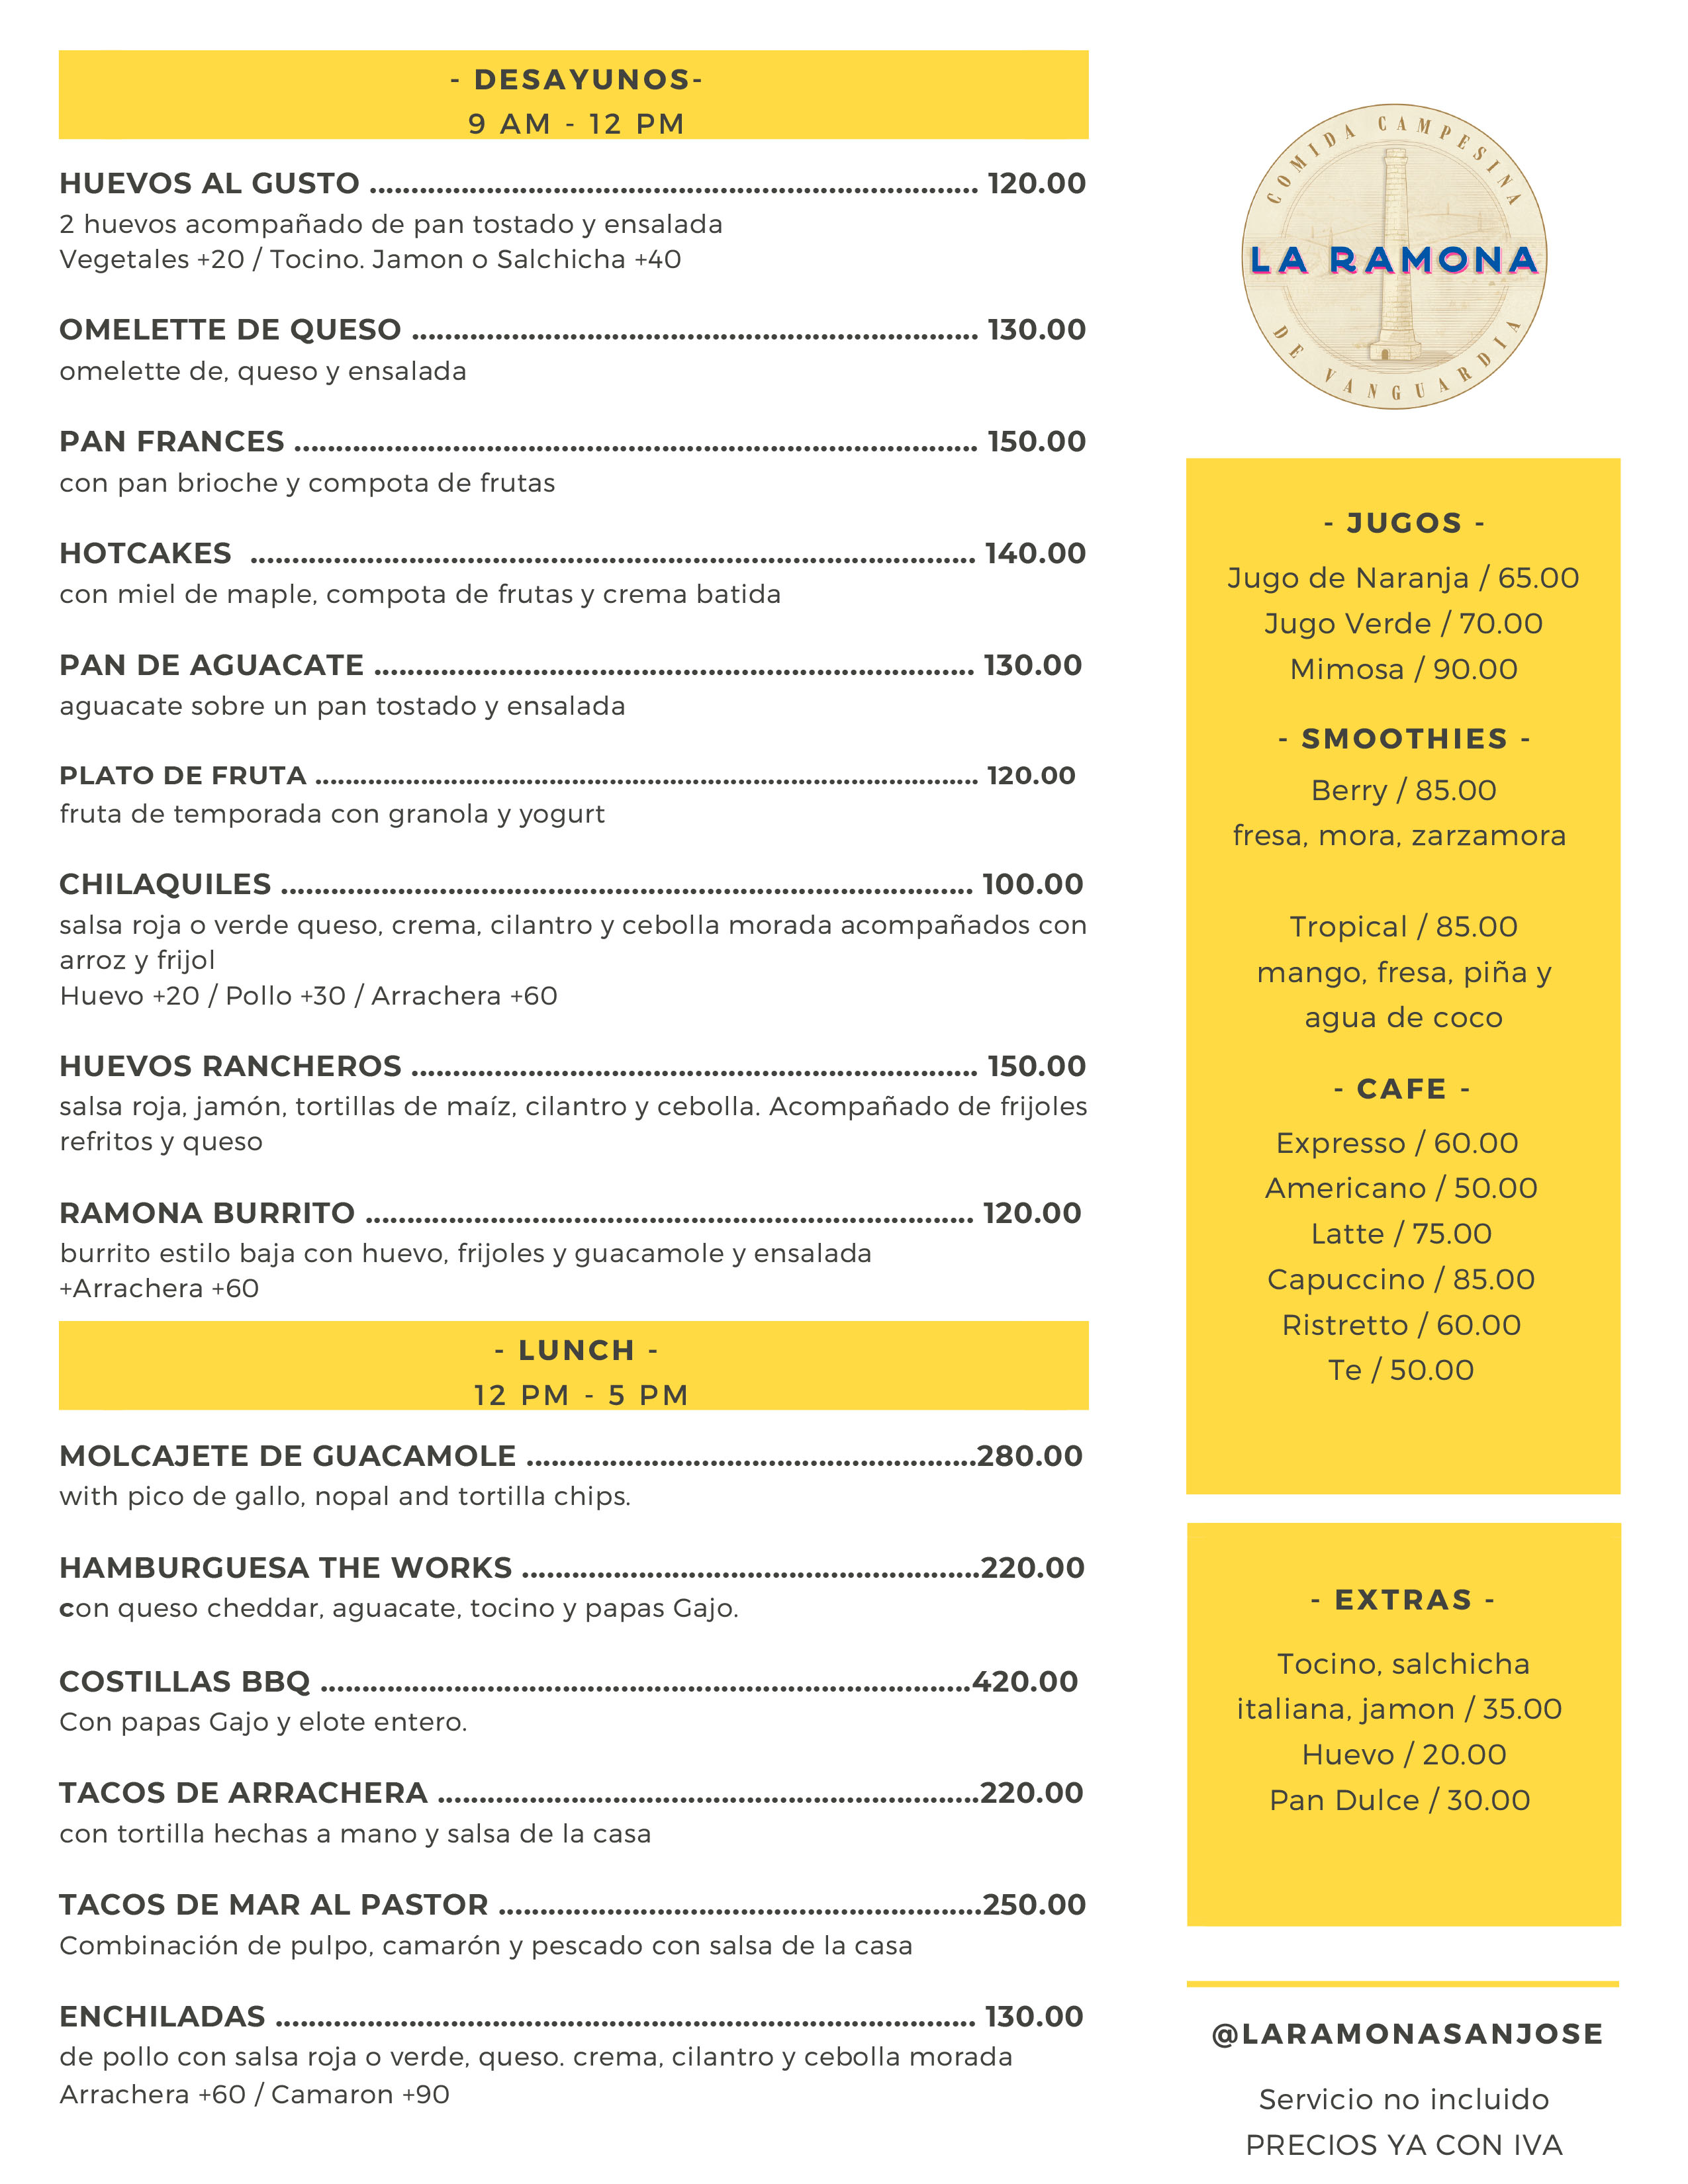 - DESAYUNOS-
9 AM - 12 PM
HUEVOS AL GUSTO ........................................................................ 120.00
2 huevos acompañado de pan tostado y ensalada
Vegetales +20 / Tocino. Jamon o Salchicha +40
OMELETTE DE QUESO ................................................................... 130.00
omelette de, queso y ensalada
PAN FRANCES ................................................................................. 150.00
con pan brioche y compota de frutas
HOTCAKES ...................................................................................... 140.00
con miel de maple, compota de frutas y crema batida
PAN DE AGUACATE ....................................................................... 130.00
aguacate sobre un pan tostado y ensalada
PLATO DE FRUTA ...................................................................................... 120.00
fruta de temporada con granola y yogurt
CHILAQUILES .................................................................................. 100.00
salsa roja o verde queso, crema, cilantro y cebolla morada acompañados con
arroz y frijol
Huevo +20 / Pollo +30 / Arrachera +60
HUEVOS RANCHEROS ................................................................... 150.00
salsa roja, jamón, tortillas de maíz, cilantro y cebolla. Acompañado de frijoles
refritos y queso
RAMONA BURRITO ........................................................................ 120.00
burrito estilo baja con huevo, frijoles y guacamole y ensalada
+Arrachera +60
- LUNCH -
12 PM - 5 PM
MOLCAJETE DE GUACAMOLE .....................................................280.00
with pico de gallo, nopal and tortilla chips.
HAMBURGUESA THE WORKS ......................................................220.00
con queso cheddar, aguacate, tocino y papas Gajo.
COSTILLAS BBQ .............................................................................420.00
Con papas Gajo y elote entero.
TACOS DE ARRACHERA ................................................................220.00
con tortilla hechas a mano y salsa de la casa
TACOS DE MAR AL PASTOR .........................................................250.00
Combinación de pulpo, camarón y pescado con salsa de la casa
ENCHILADAS ................................................................................... 130.00
de pollo con salsa roja o verde, queso. crema, cilantro y cebolla morada
Arrachera +60 / Camaron +90
COMIDA CAMPESINA
LA RAMONA
DE VANGUARDIA
- JUGOS -
Jugo de Naranja / 65.00
Jugo Verde / 70.00
Mimosa / 90.00
- SMOOTHIES -
Berry / 85.00
fresa, mora, zarzamora
Tropical / 85.00
mango, fresa, piña y
agua de coco
- CAFE -
Expresso / 60.00
Americano / 50.00
Latte / 75.00
Capuccino / 85.00
Ristretto / 60.00
Te / 50.00
- EXTRAS -
Tocino, salchicha
italiana, jamon / 35.00
Huevo / 20.00
Pan Dulce / 30.00
@LARAMONASANJOSE
Servicio no incluido
PRECIOS YA CON IVA